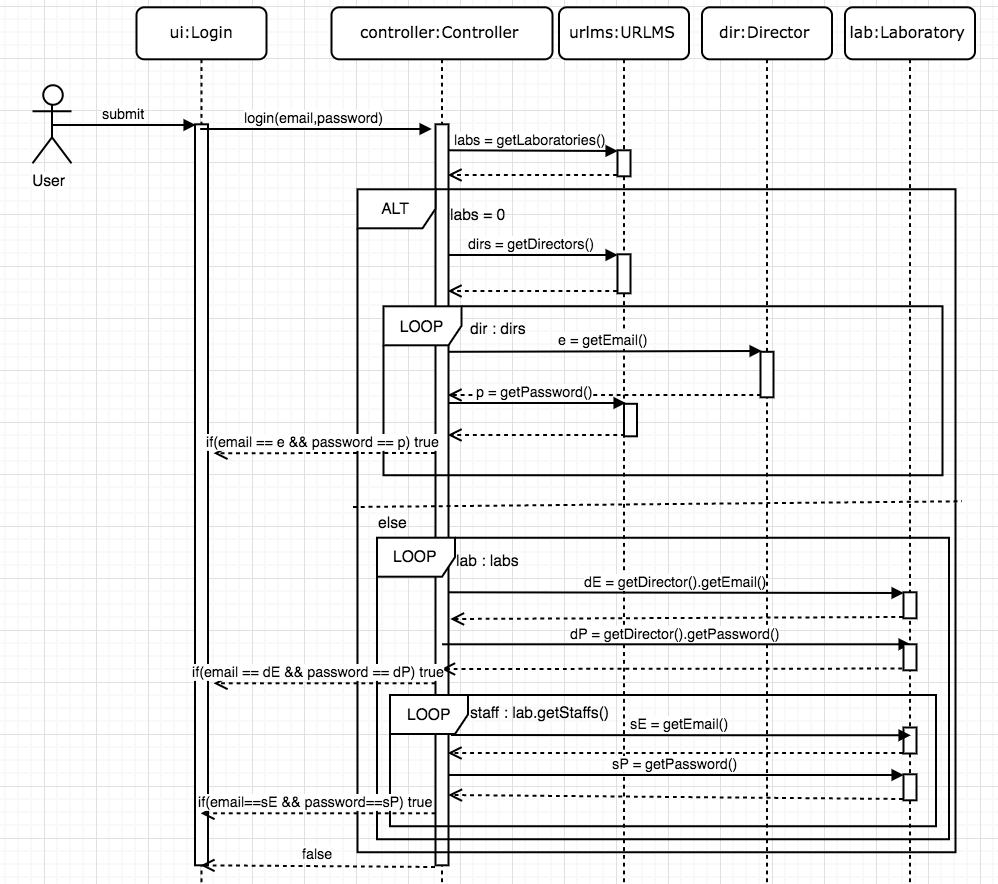 ui:Login
controller:Controller
urlms:URLMS
dir:Director
lab:Laboratory
submit
login(email,password)
User
labs = getLaboratories()
ALT
labs = 0
dirs = getDirectors()
LOOP
dir : dirs
e = getEmail()
p = getPassword()
if(email == e && password == p) true
else
LOOP
lab : labs
dE = getDirector().getEmail()
dP = getDirector().getPassword()
if(email == dE && password == dP) true
LOOP
staff : lab.getStaffs()
sE = getEmail()
sP = getPassword()
if(email==sE && password==sP) true
false